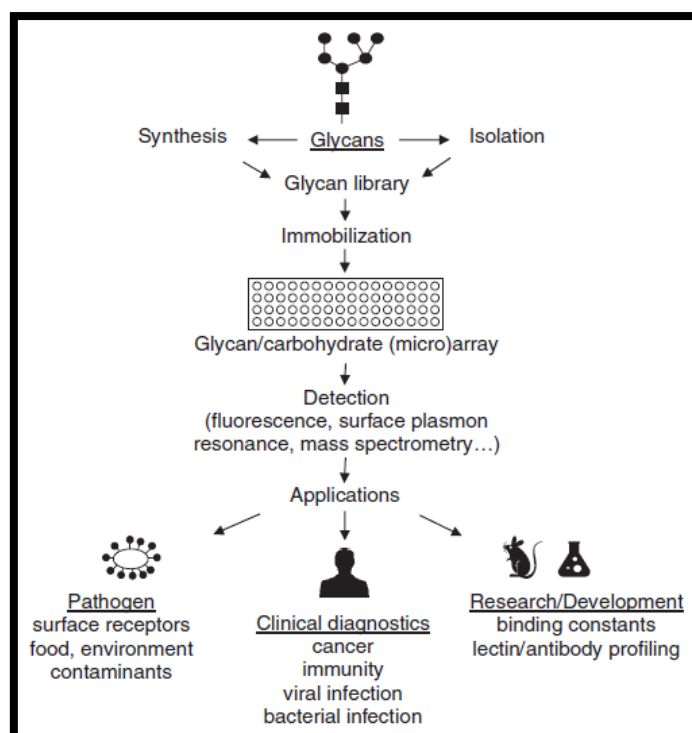 Synthesis Glycans Isolation
Glycan library
Immobilization
Glycan/carbohydrate (micro)array
Detection
(fluorescence, surface plasmon
resonance, mass spectrometry…)
Applications
Pathogen
surface receptors
food, environment
contaminants
Clinical diagnostics
cancer
immunity
viral infection
bacterial infection
Research/Development
binding constants
lectin/antibody profiling